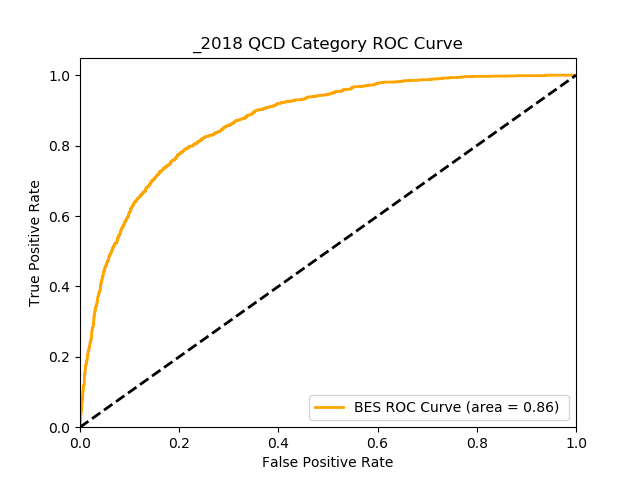 _2018 QCD Category ROC Curve
True Positive Rate
1.0
0.8
0.6
0.4
0.2
0.0
BES ROC Curve (area = 0.86)
0.0 0.2 0.4 0.6 0.8 1.0
False Positive Rate